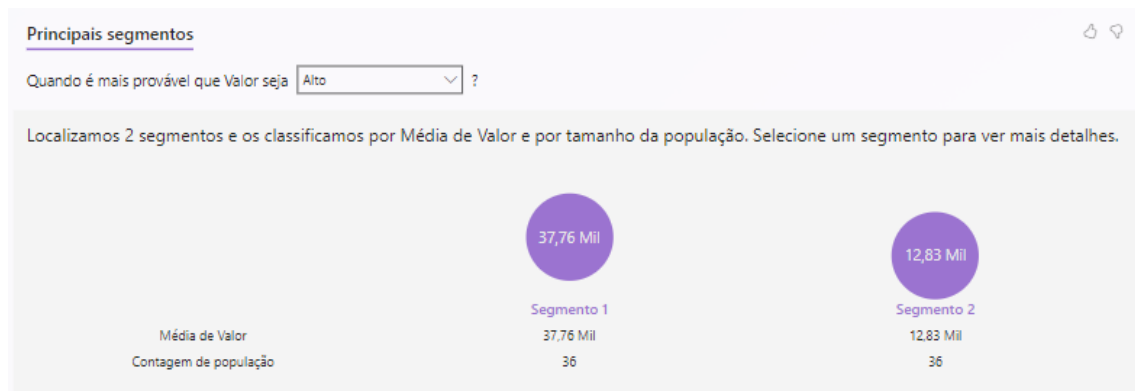 Principais segmentos
Quando é mais provável que Valor seja Alto ?
Localizamos 2 segmentos e os classificamos por Média de Valor e por tamanho da população. Selecione um segmento para ver mais detalhes.
37,76 Mil
12,83 Mil
Segmento 1 Segmento 2
Média de Valor 37,76 Mil 12,83 Mil
Contagem de população 36 36